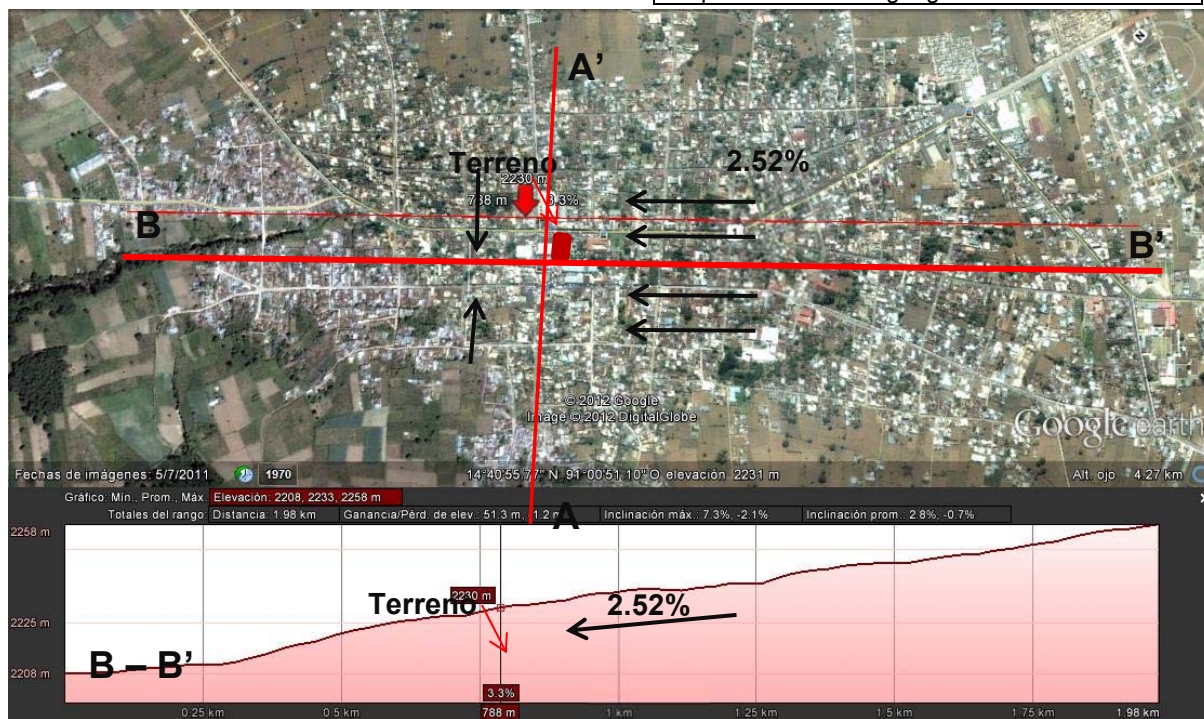 A'
Terreno
2.52%
2230 m
788 m
3.3%
B
1
B'
© 2012 Google
Image © 2012 DigitalGlobe
Google earth
Fechas de imágenes: 5/7/2011
1970
14°40'55.77" N 91°00'51.10" O elevación 2231 m
Alt. ojo 4.27 km
Gráfico: Mín., Prom., Máx. Elevación: 2208, 2233, 2258 m
Totales del rango: Distancia: 1.98 km Ganancia/Pérd. de elev.: 51.3 m, -1.2 m Inclinación máx.: 7.3%, -2.1% Inclinación prom.: 2.8%, -0.7%
A
2258 m
2230 m
Terreno
2.52%
2225 m
B – B'
2208 m
3.3%
0.25 km 0.5 km 788 m 1 km 1.25 km 1.5 km 1.75 km 1.98 km